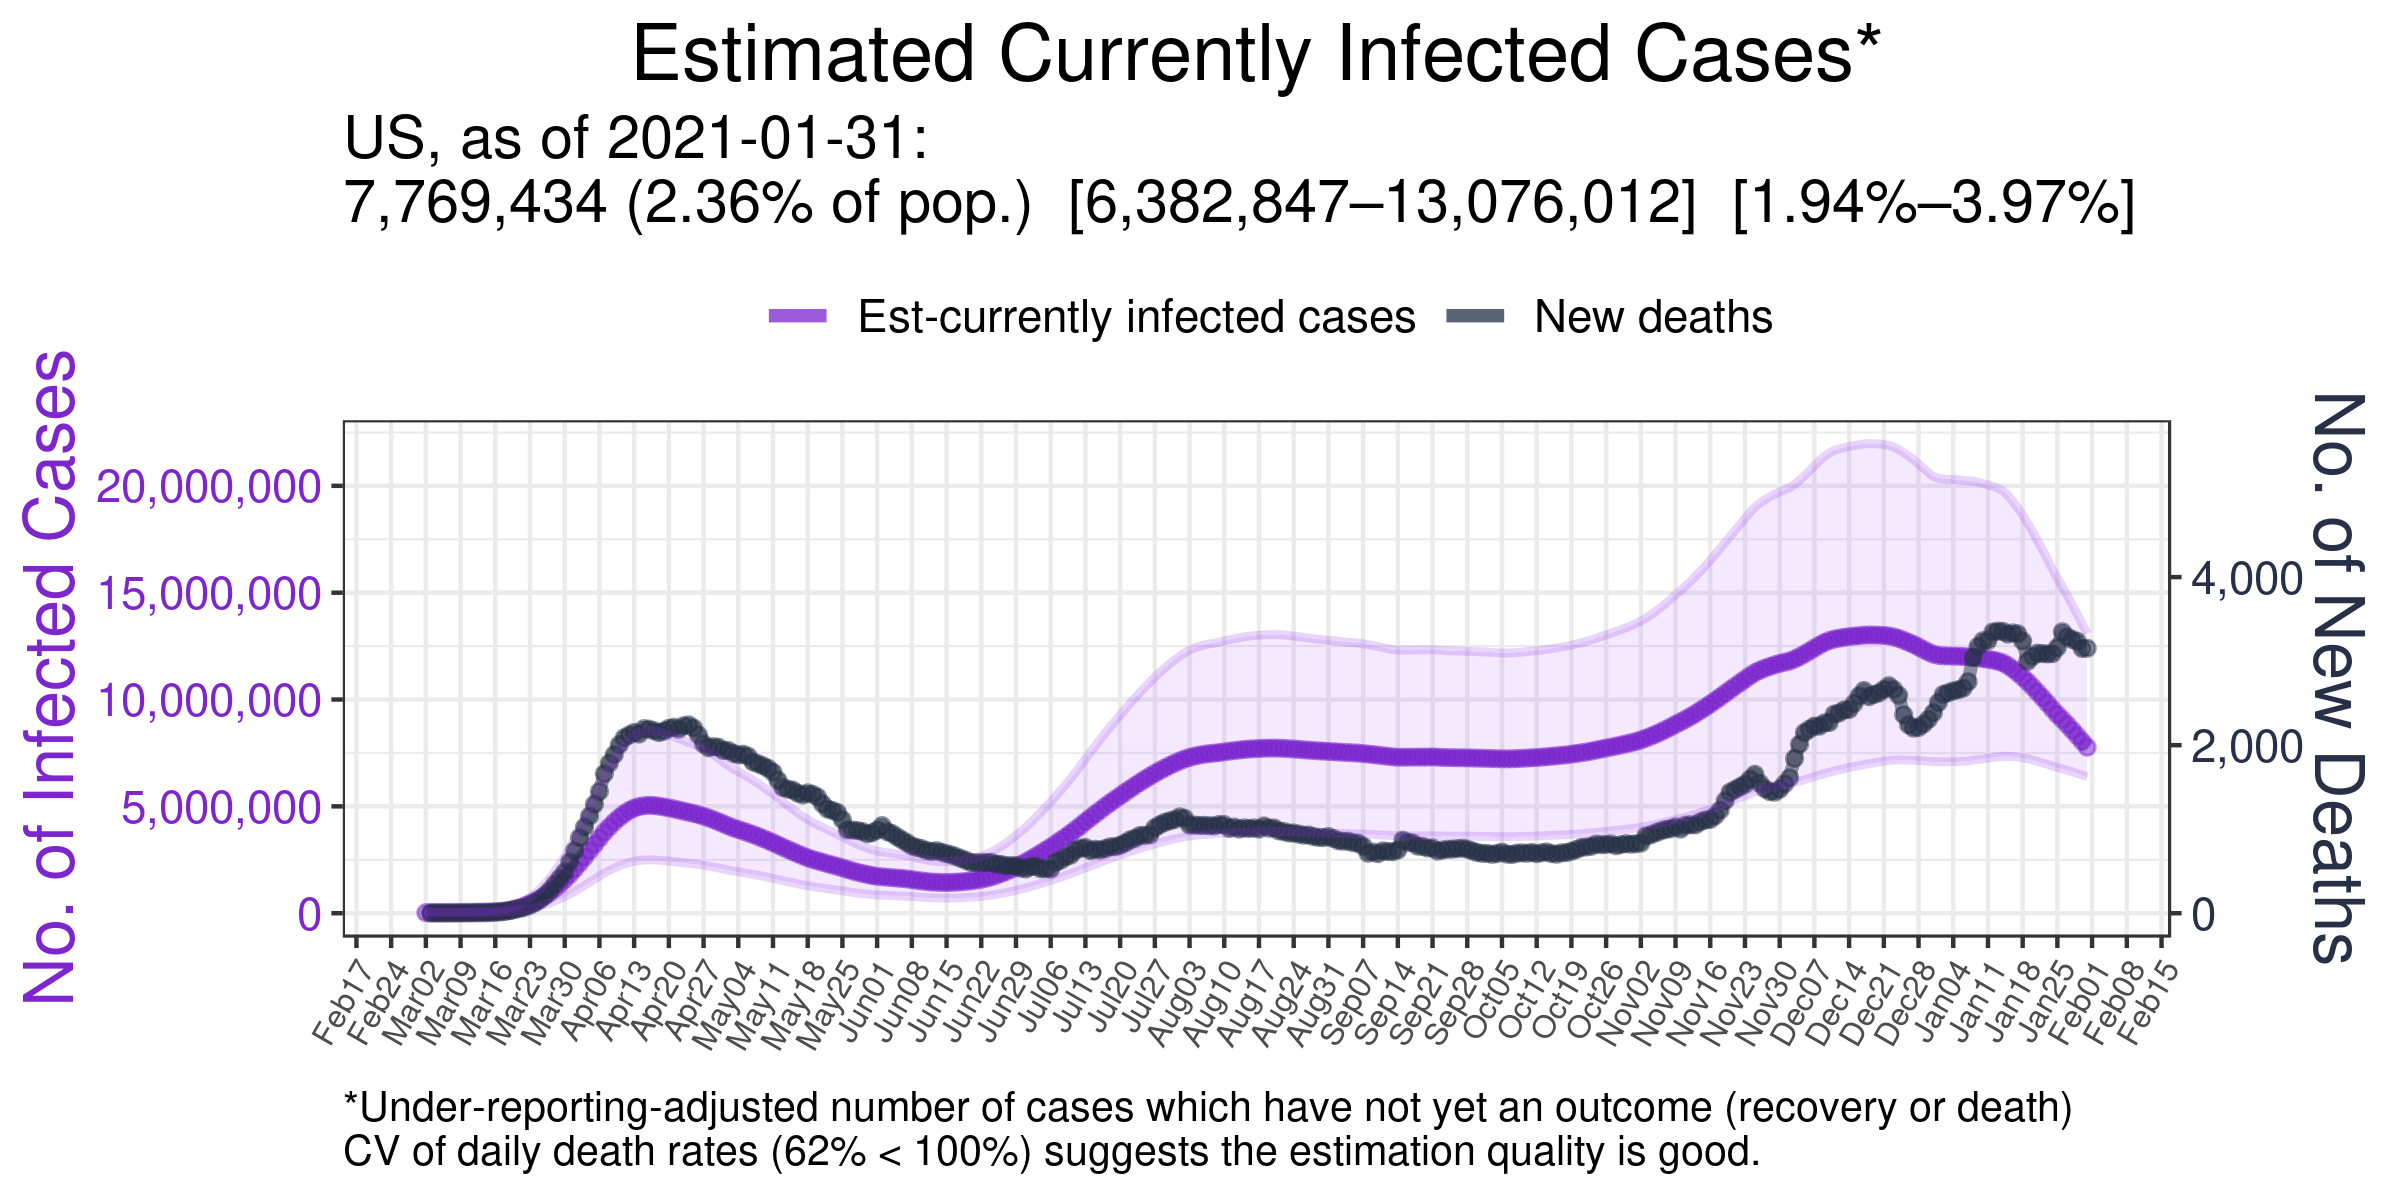 Estimated Currently Infected Cases*
US, as of 2021-01-31:
7,769,434 (2.36% of pop.)  [6,382,847–13,076,012]  [1.94%–3.97%]
Est-currently infected cases
New deaths
No. of Infected Cases
20,000,000
15,000,000
10,000,000
5,000,000
0
4,000
2,000
0
No. of New Deaths
Feb17
Feb24
Mar02
Mar09
Mar16
Mar23
Mar30
Apr06
Apr13
Apr20
Apr27
May04
May11
May18
May25
Jun01
Jun08
Jun15
Jun22
Jun29
Jul06
Jul13
Jul20
Jul27
Aug03
Aug10
Aug17
Aug24
Aug31
Sep07
Sep14
Sep21
Sep28
Oct05
Oct12
Oct19
Oct26
Nov02
Nov09
Nov16
Nov23
Nov30
Dec07
Dec14
Dec21
Dec28
Jan04
Jan11
Jan18
Jan25
Feb01
Feb08
Feb15
*Under-reporting-adjusted number of cases which have not yet an outcome (recovery or death)
CV of daily death rates (62% < 100%) suggests the estimation quality is good.